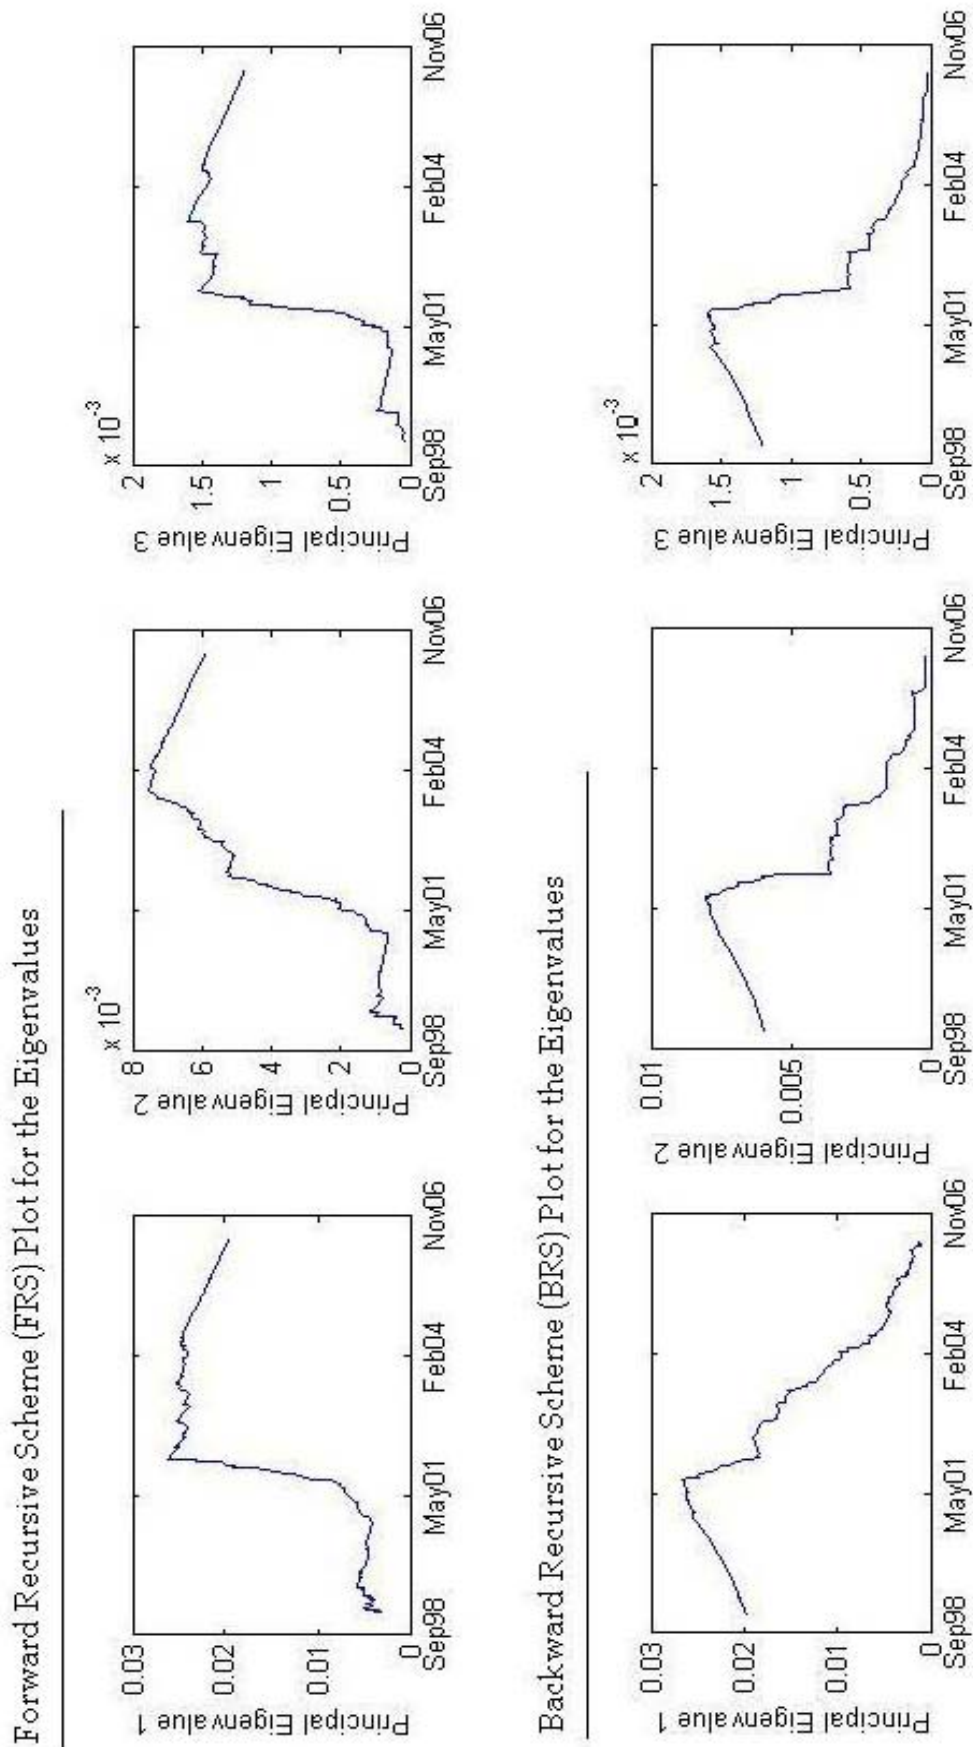 Forward Recursive Scheme (FRS) Plot for the Eigenvalues
Principal Eigenvalue 1
0.03
0.02
0.01
0
Sep98 May01 Feb04 Nov06
x 10-3
Principal Eigenvalue 2
8
6
4
2
0
Sep98 May01 Feb04 Nov06
x 10-3
Principal Eigenvalue 3
2
1.5
1
0.5
0
Sep98 May01 Feb04 Nov06
Backward Recursive Scheme (BRS) Plot for the Eigenvalues
Principal Eigenvalue 1
0.03
0.02
0.01
0
Sep98 May01 Feb04 Nov06
Principal Eigenvalue 2
0.01
0.005
0
Sep98 May01 Feb04 Nov06
x 10-3
Principal Eigenvalue 3
2
1.5
1
0.5
0
Sep98 May01 Feb04 Nov06